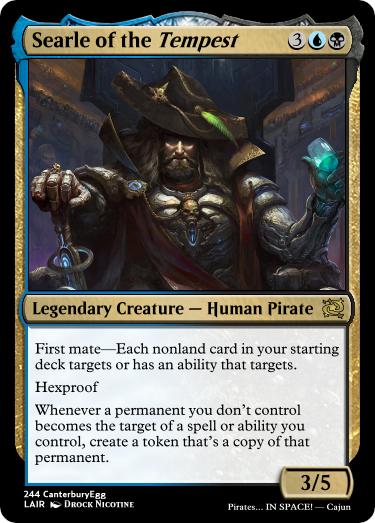 Searle of the Tempest 3
Legendary Creature — Human Pirate
First mate—Each nonland card in your starting
deck targets or has an ability that targets.
Hexproof
Whenever a permanent you don't control
becomes the target of a spell or ability you
control, create a token that's a copy of that
permanent.
3/5
244 CanterburyEgg
LAIR Drock Nicotine
Pirates... IN SPACE! — Cajun